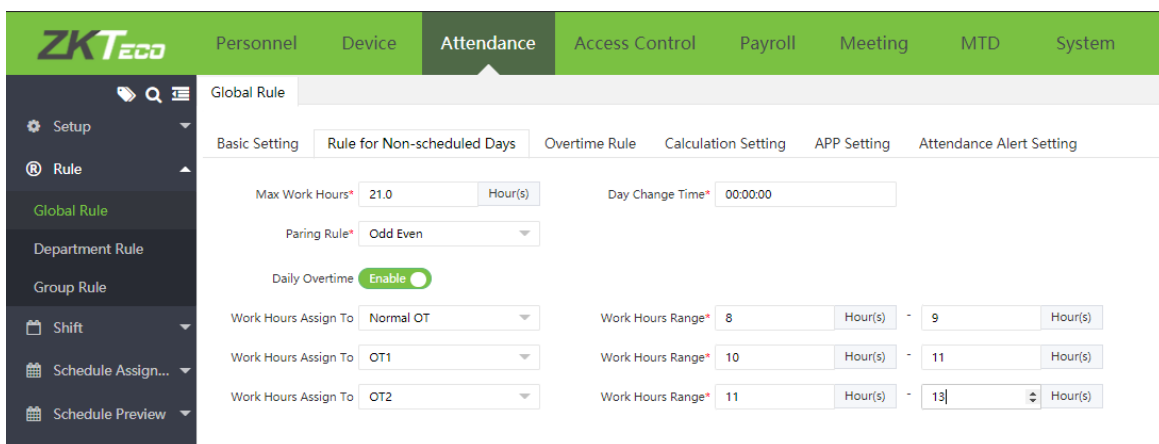 ZKTECO Personnel Device Attendance Access Control Payroll Meeting MTD System
Global Rule
Setup
Basic Setting Rule for Non-scheduled Days Overtime Rule Calculation Setting APP Setting Attendance Alert Setting
® Rule
Max Work Hours* 21.0 Hour(s) Day Change Time* 00:00:00
Global Rule
Paring Rule* Odd Even
Department Rule
Daily Overtime Enable
Group Rule
Work Hours Assign To Normal OT Work Hours Range* 8 Hour(s) - 9 Hour(s)
Shift
Work Hours Assign To OT1 Work Hours Range* 10 Hour(s) - 11 Hour(s)
Schedule Assign...
Work Hours Assign To OT2 Work Hours Range* 11 Hour(s) - 13 Hour(s)
Schedule Preview